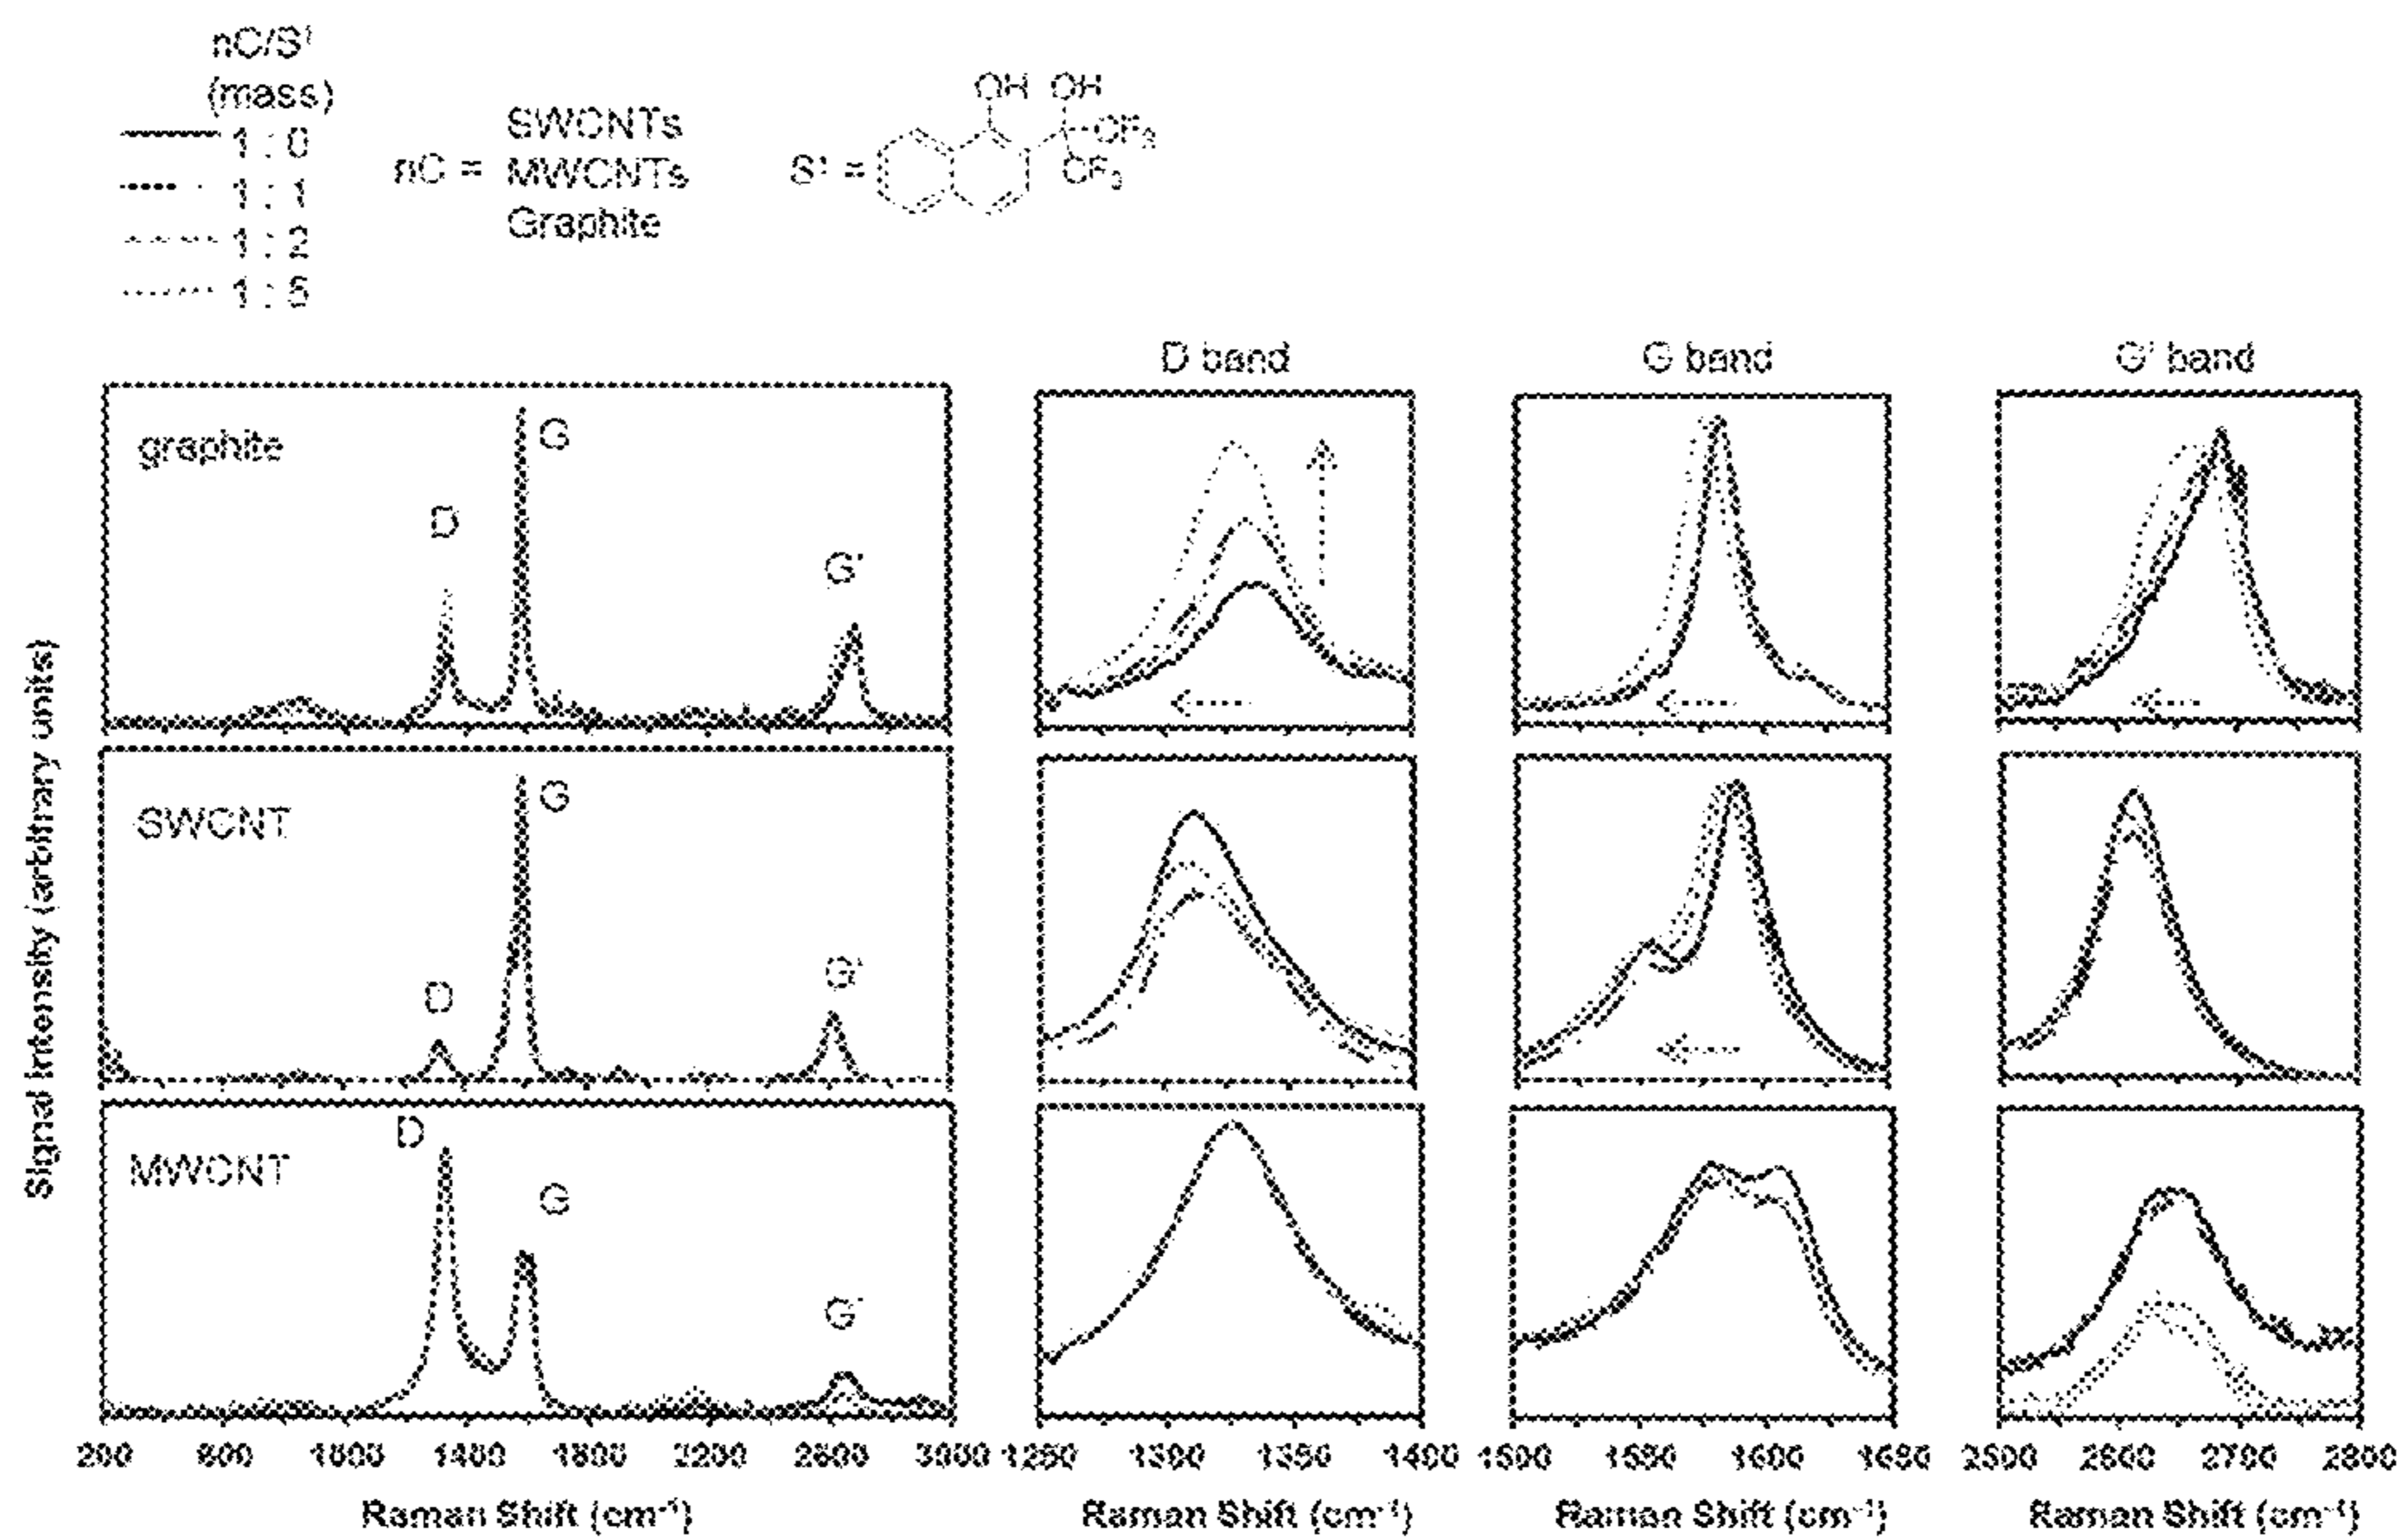 nC/S¹
(mass)
1 : 0
1 : 1
1 : 2
1 : 5
nC =
SWCNTs
MWCNTs
Graphite
S¹ =
OH OH
CF₃
CF₃
D band
G band
G' band
graphite
D
G
G'
SWCNT
D
G
G'
MWCNT
D
G
G'
Signal Intensity (arbitrary units)
200 600 1000 1400 1800 2200 2600 3000
1250 1300 1350 1400
1500 1550 1600 1650
2500 2600 2700 2800
Raman Shift (cm⁻¹)
Raman Shift (cm⁻¹)
Raman Shift (cm⁻¹)
Raman Shift (cm⁻¹)